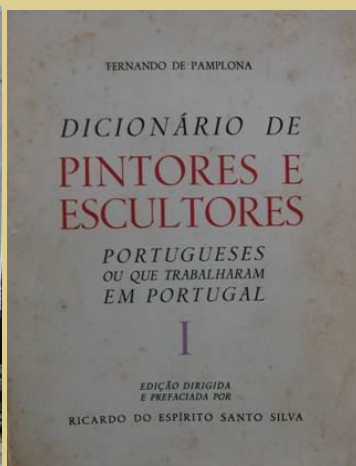 FERNANDO DE PAMPLONA
DICIONÁRIO DE
PINTORES E
ESCULTORES
PORTUGUESES
OU QUE TRABALHARAM
EM PORTUGAL
I
EDIÇÃO DIRIGIDA
E PREFACIADA POR
RICARDO DO ESPÍRITO SANTO SILVA